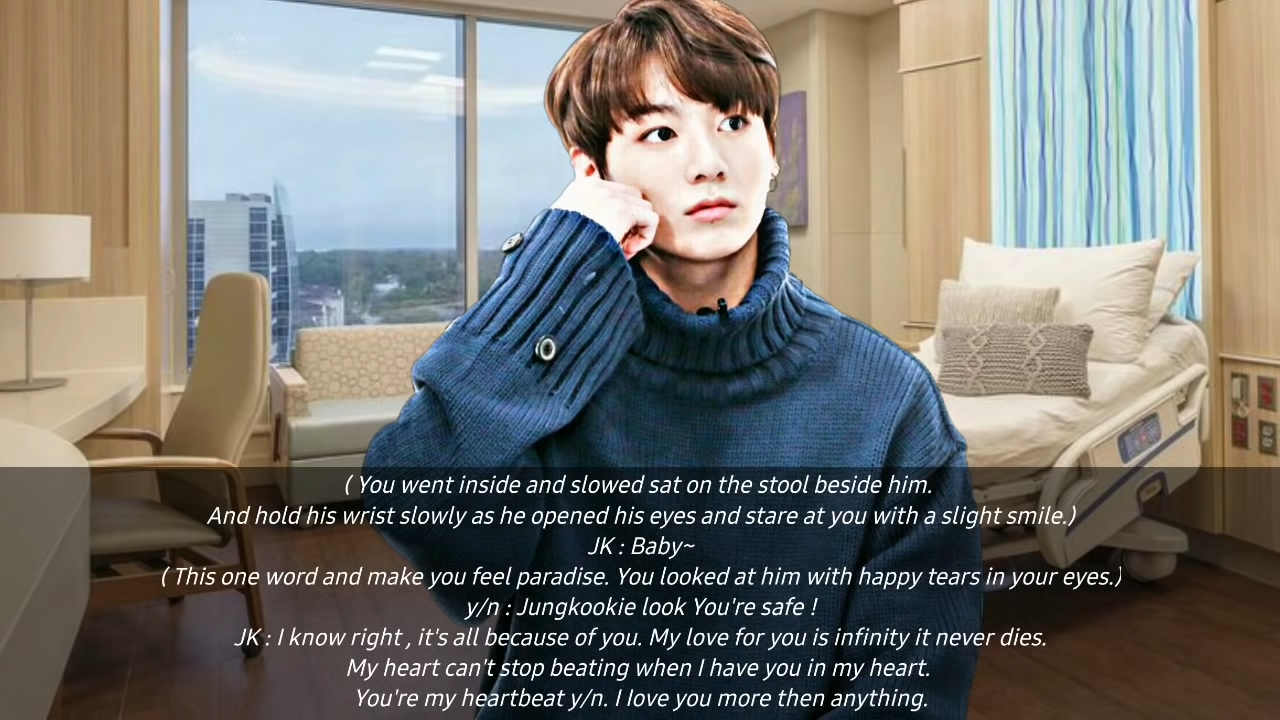 ( You went inside and slowed sat on the stool beside him.
And hold his wrist slowly as he opened his eyes and stare at you with a slight smile.)
JK : Baby~
( This one word and make you feel paradise. You looked at him with happy tears in your eyes.)
y/n : Jungkookie look You're safe !
JK : I know right , it's all because of you. My love for you is infinity it never dies.
My heart can't stop beating when I have you in my heart.
You're my heartbeat y/n. I love you more then anything.